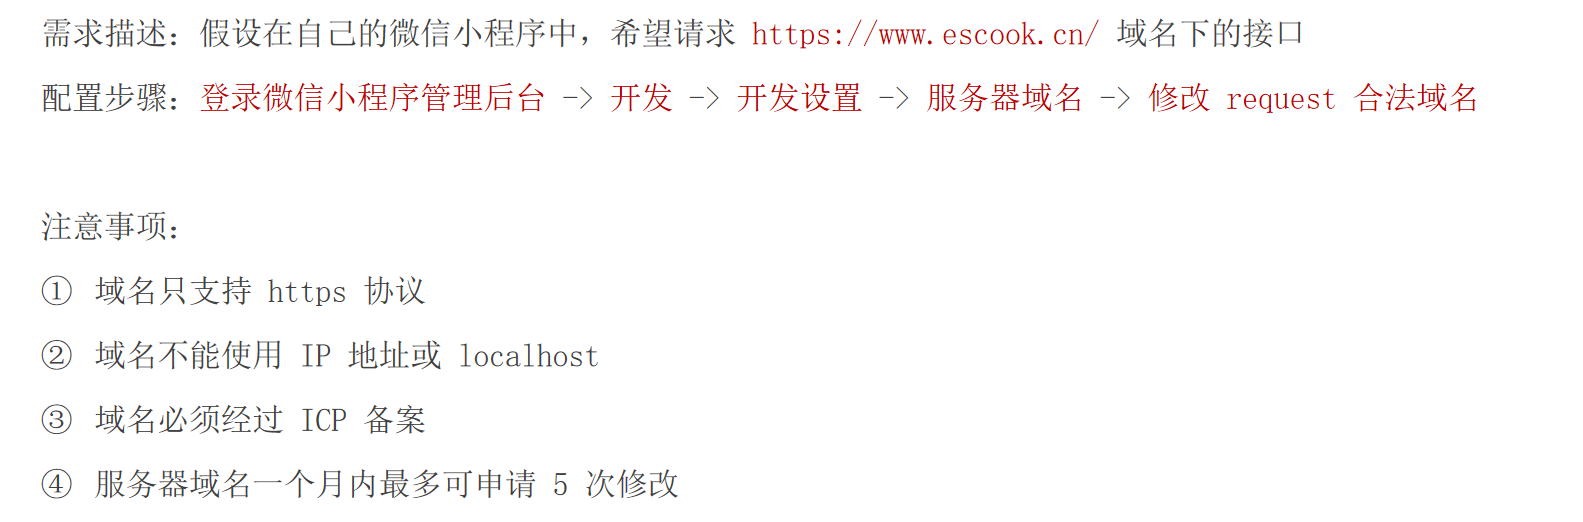 需求描述：假设在自己的微信小程序中，希望请求 https://www.escook.cn/ 域名下的接口
配置步骤：登录微信小程序管理后台 -> 开发 -> 开发设置 -> 服务器域名 -> 修改 request 合法域名
注意事项：
① 域名只支持 https 协议
② 域名不能使用 IP 地址或 localhost
③ 域名必须经过 ICP 备案
④ 服务器域名一个月内最多可申请 5 次修改